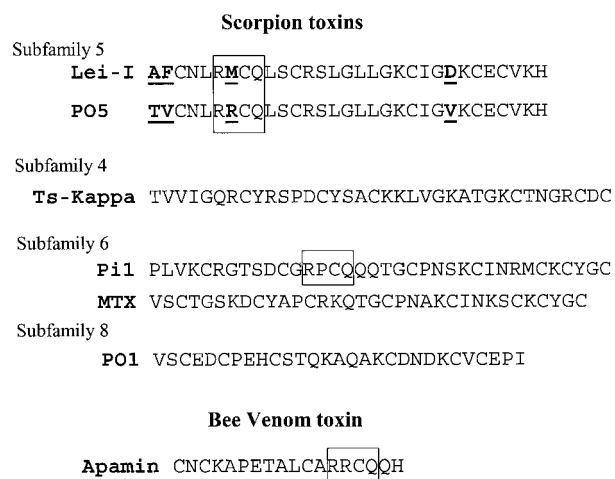 Scorpion toxins
Subfamily 5
Lei-I AFCNLRMCQLSCRSLGLLGKCIGDKCECVKH
PO5 TVCNLRRCQLSCRSLGLLGKCIGVKCECVKH
Subfamily 4
Ts-Kappa TVVIGQRCYRSPDCYSACKKLVGKATGKCTNGRCDC
Subfamily 6
Pi1 PLVKCRGTSDCGRPCQQQTGCPNSKCINRMCKCYGC
MTX VSCTGSKDCYAPCRKQTGCPNAKCINKSCKCYGC
Subfamily 8
PO1 VSCEDCPEHCSTQKAQAKCDNDKCVCEPI
Bee Venom toxin
Apamin CNCKAPETALCARRCQQH